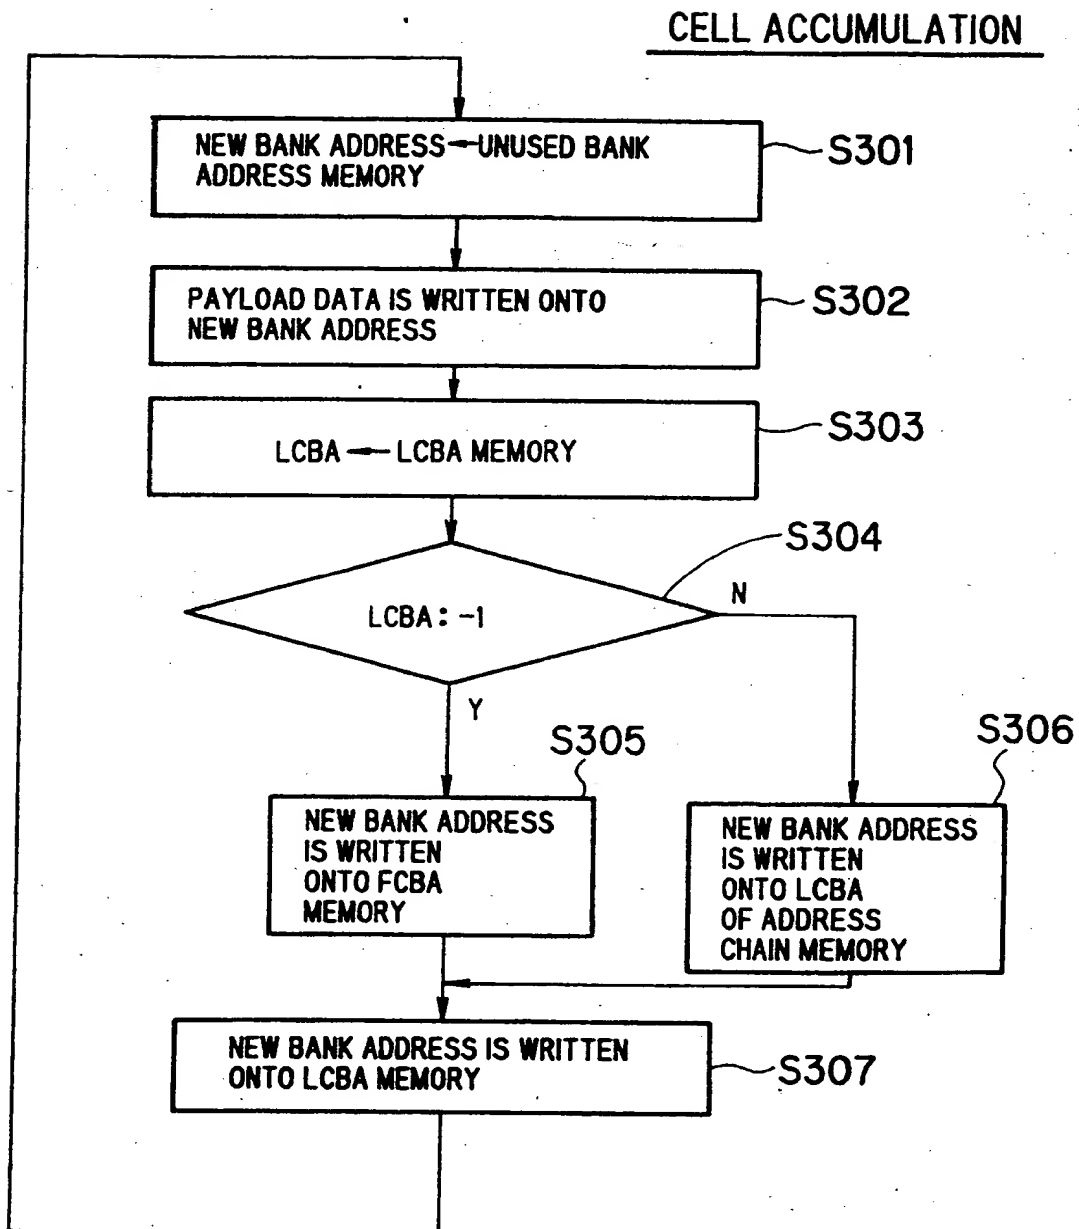 CELL ACCUMULATION
NEW BANK ADDRESS ← UNUSED BANK
ADDRESS MEMORY
S301
PAYLOAD DATA IS WRITTEN ONTO
NEW BANK ADDRESS
S302
LCBA ← LCBA MEMORY
S303
S304
LCBA: -1
N
Y
S305
NEW BANK ADDRESS
IS WRITTEN
ONTO FCBA
MEMORY
S306
NEW BANK ADDRESS
IS WRITTEN
ONTO LCBA
OF ADDRESS
CHAIN MEMORY
NEW BANK ADDRESS IS WRITTEN
ONTO LCBA MEMORY
S307